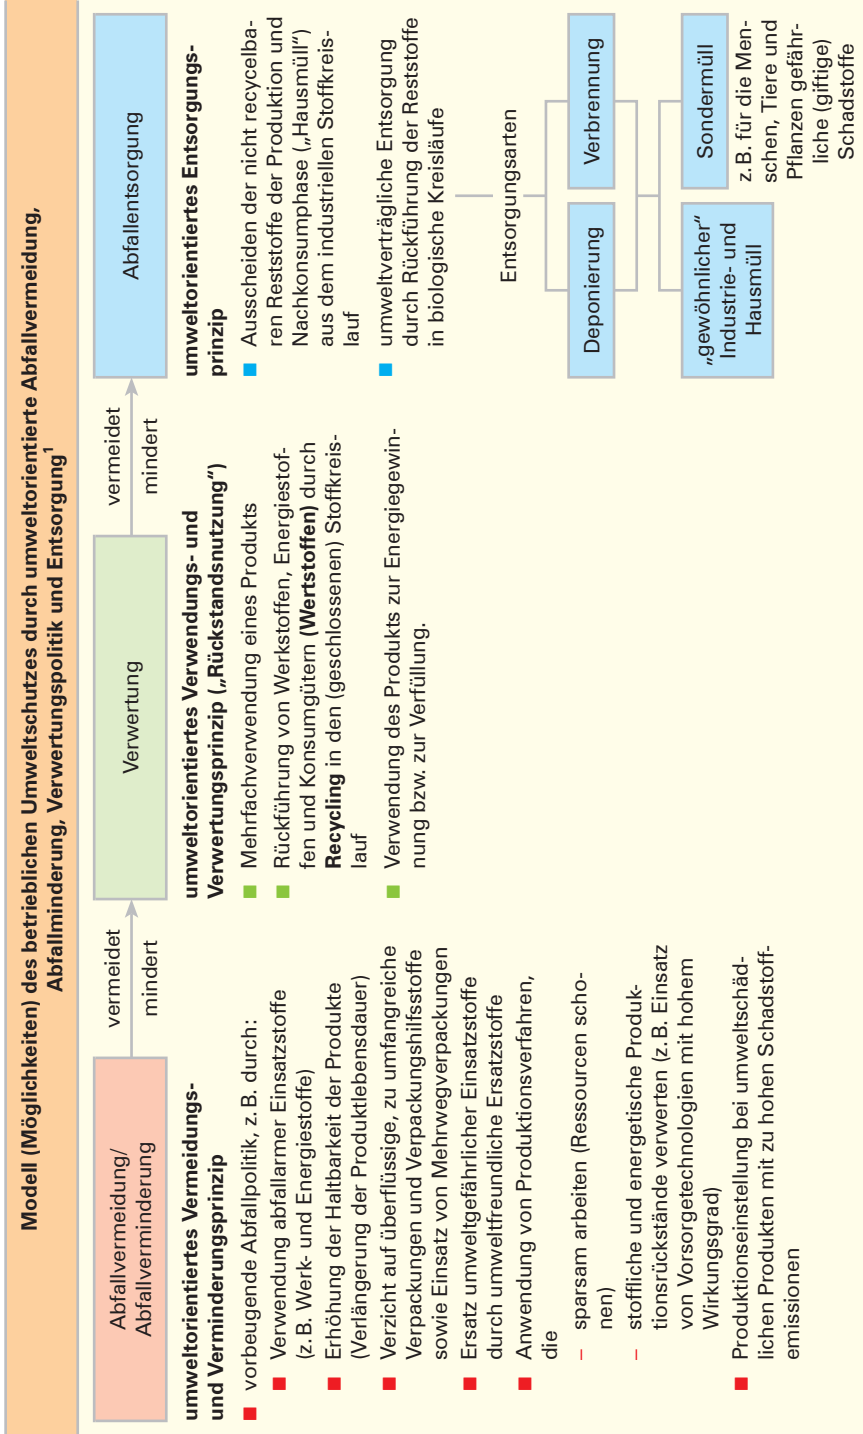 Modell (Möglichkeiten) des betrieblichen Umweltschutzes durch umweltorientierte Abfallvermeidung,
Abfallminderung, Verwertungspolitik und Entsorgung¹
Abfallvermeidung/
Abfallverminderung
vermeidet
mindert
Verwertung
vermeidet
mindert
Abfallentsorgung
umweltorientiertes Vermeidungs-
und Verminderungsprinzip
■ vorbeugende Abfallpolitik, z. B. durch:
■ Verwendung abfallarmer Einsatzstoffe
(z. B. Werk- und Energiestoffe)
■ Erhöhung der Haltbarkeit der Produkte
(Verlängerung der Produktlebensdauer)
■ Verzicht auf überflüssige, zu umfangreiche
Verpackungen und Verpackungshilfsstoffe
sowie Einsatz von Mehrwegverpackungen
■ Ersatz umweltgefährlicher Einsatzstoffe
durch umweltfreundliche Ersatzstoffe
■ Anwendung von Produktionsverfahren,
die
– sparsam arbeiten (Ressourcen scho-
nen)
– stoffliche und energetische Produk-
tionsrückstände verwerten (z. B. Einsatz
von Vorsorgetechnologien mit hohem
Wirkungsgrad)
■ Produktionseinstellung bei umweltschäd-
lichen Produkten mit zu hohen Schadstoff-
emissionen
umweltorientiertes Verwendungs- und
Verwertungsprinzip („Rückstandsnutzung“)
■ Mehrfachverwendung eines Produkts
■ Rückführung von Werkstoffen, Energiestof-
fen und Konsumgütern (Wertstoffen) durch
Recycling in den (geschlossenen) Stoffkreis-
lauf
■ Verwendung des Produkts zur Energiegewin-
nung bzw. zur Verfüllung.
umweltorientiertes Entsorgungs-
prinzip
■ Ausscheiden der nicht recycelba-
ren Reststoffe der Produktion und
Nachkonsumphase („Hausmüll“)
aus dem industriellen Stoffkreis-
lauf
■ umweltverträgliche Entsorgung
durch Rückführung der Reststoffe
in biologische Kreisläufe
Entsorgungsarten
Deponierung
Verbrennung
„gewöhnlicher“
Industrie- und
Hausmüll
Sondermüll
z. B. für die Men-
schen, Tiere und
Pflanzen gefähr-
liche (giftige)
Schadstoffe